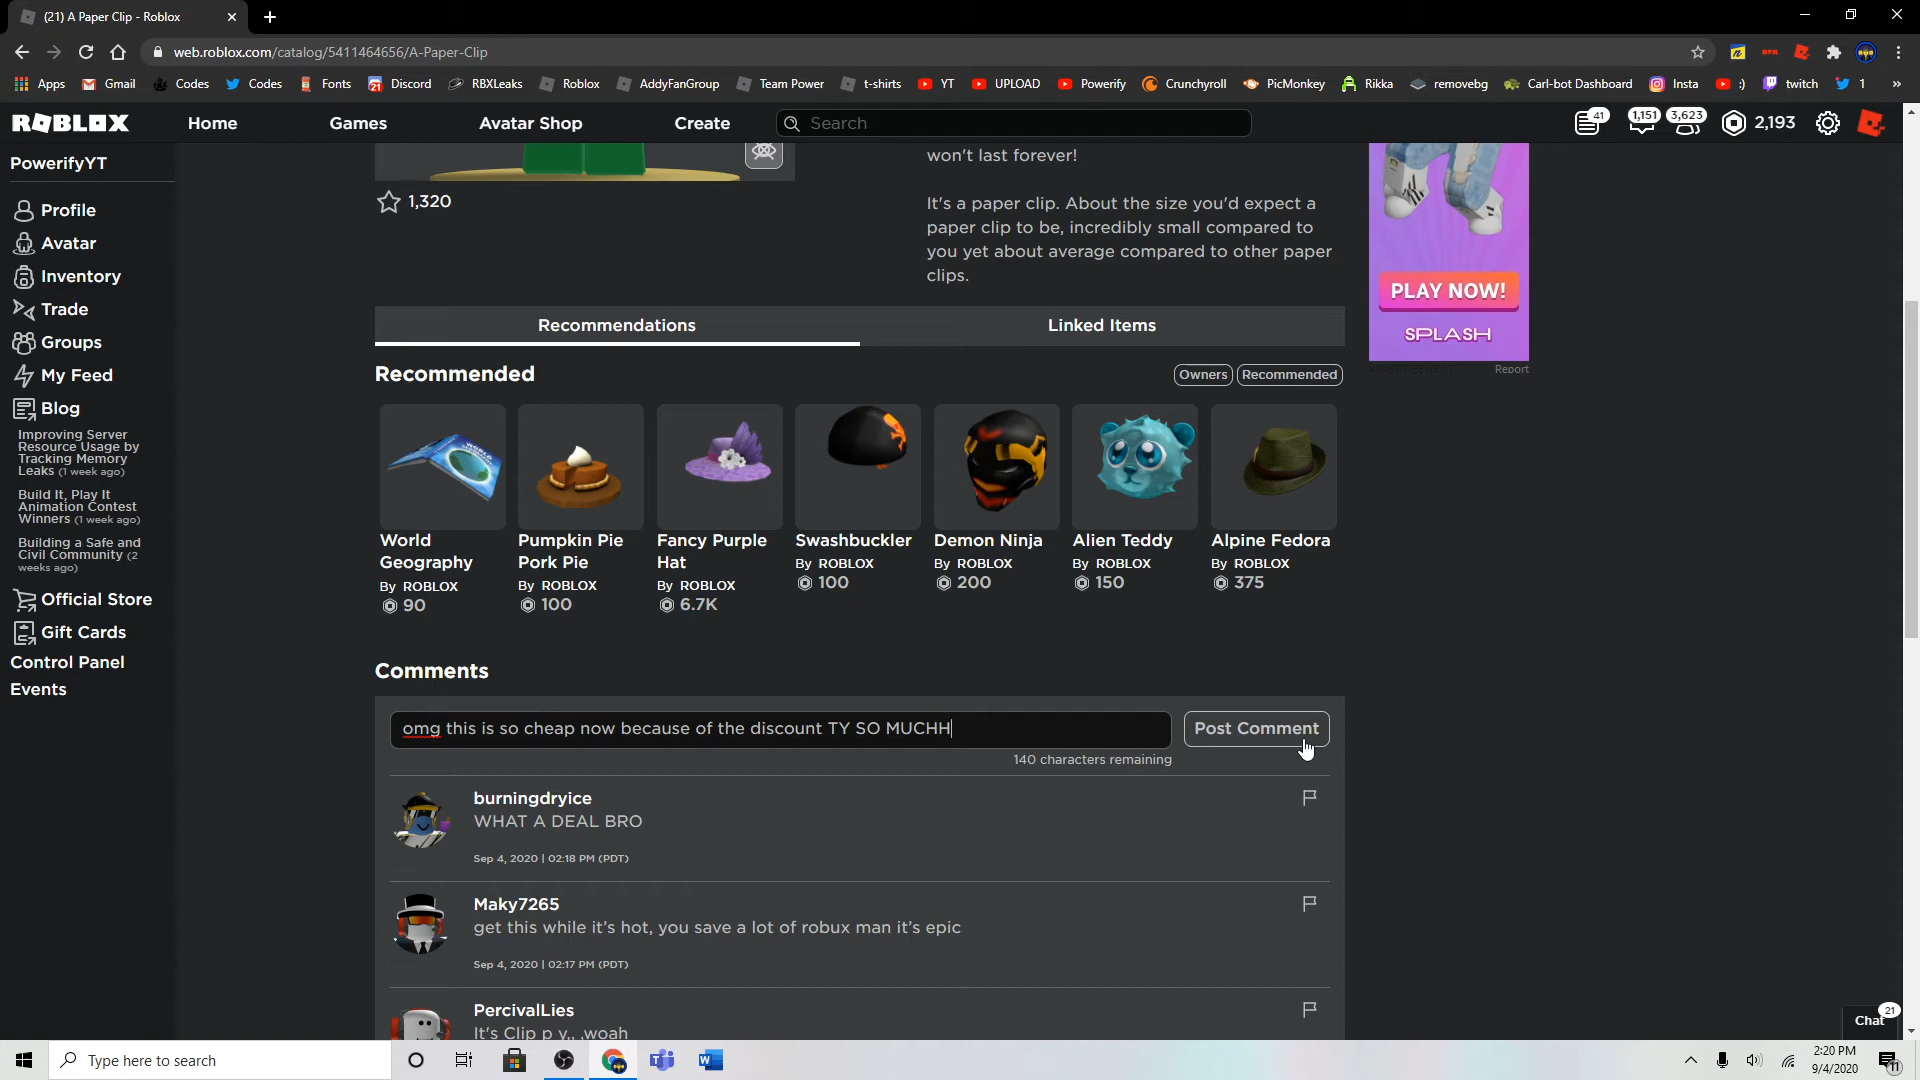 (21) A Paper Clip - Roblox
web.roblox.com/catalog/5411464656/A-Paper-Clip
Apps Gmail Codes Codes Fonts Discord RBXLeaks Roblox AddyFanGroup Team Power t-shirts YT UPLOAD Powerify Crunchyroll PicMonkey Rikka removebg Carl-bot Dashboard Insta :) twitch 1 »
ROBLOX Home Games Avatar Shop Create Search 41 1,151 3,623 2,193
PowerifyYT
Profile
Avatar
Inventory
Trade
Groups
My Feed
Blog
Improving Server
Resource Usage by
Tracking Memory
Leaks (1 week ago)
Build It, Play It
Animation Contest
Winners (1 week ago)
Building a Safe and
Civil Community (2
weeks ago)
Official Store
Gift Cards
Control Panel
Events
1,320
won't last forever!
It's a paper clip. About the size you'd expect a
paper clip to be, incredibly small compared to
you yet about average compared to other paper
clips.
PLAY NOW!
SPLASH
Report
Recommendations Linked Items
Recommended Owners Recommended
World
Geography
By ROBLOX
90
Pumpkin Pie
Pork Pie
By ROBLOX
100
Fancy Purple
Hat
By ROBLOX
6.7K
Swashbuckler
By ROBLOX
100
Demon Ninja
By ROBLOX
200
Alien Teddy
By ROBLOX
150
Alpine Fedora
By ROBLOX
375
Comments
omg this is so cheap now because of the discount TY SO MUCHH
Post Comment
140 characters remaining
burningdryice
WHAT A DEAL BRO
Sep 4, 2020 | 02:18 PM (PDT)
Maky7265
get this while it's hot, you save a lot of robux man it's epic
Sep 4, 2020 | 02:17 PM (PDT)
PercivalLies
It's Clip p y,, ,woah
Chat 21
Type here to search
2:20 PM
9/4/2020
11